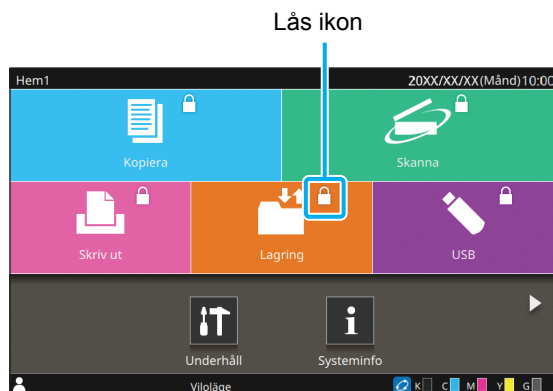 Lås ikon
Hem1 20XX/XX/XX(Månd)10:00
Kopiera Skanna
Skriv ut Lagring USB
Underhåll Systeminfo
Viloläge K C M Y G